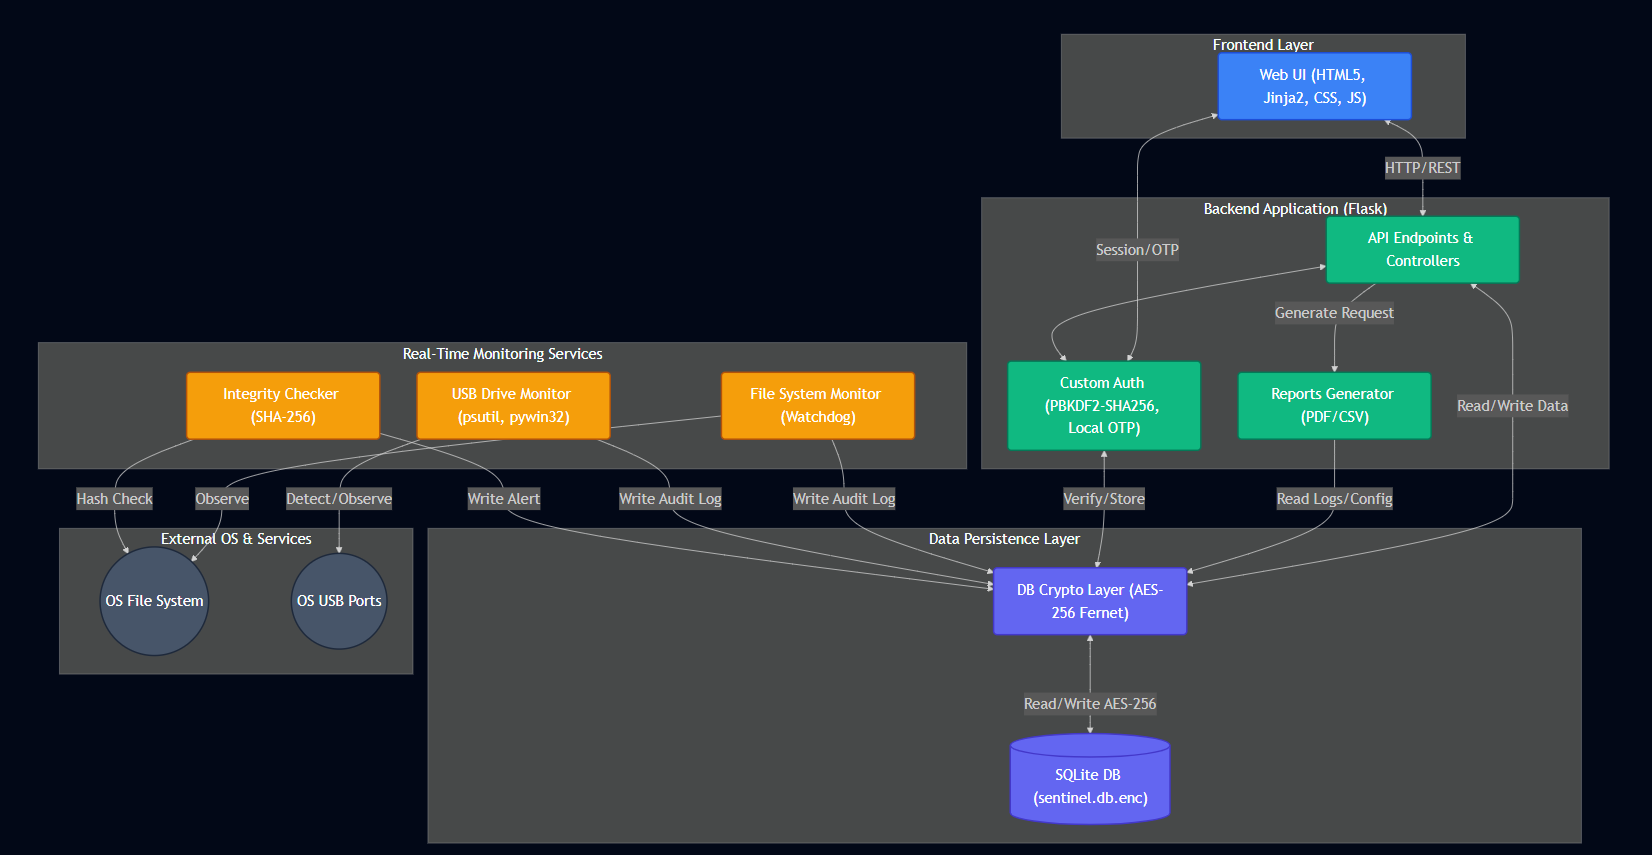 Frontend Layer
Web UI (HTML5,
Jinja2, CSS, JS)
HTTP/REST
Backend Application (Flask)
API Endpoints &
Controllers
Session/OTP
Generate Request
Custom Auth
(PBKDF2-SHA256,
Local OTP)
Reports Generator
(PDF/CSV)
Read/Write Data
Real-Time Monitoring Services
Integrity Checker
(SHA-256)
USB Drive Monitor
(psutil, pywin32)
File System Monitor
(Watchdog)
Hash Check
Observe
Detect/Observe
Write Alert
Write Audit Log
Write Audit Log
Verify/Store
Read Logs/Config
External OS & Services
OS File System
OS USB Ports
Data Persistence Layer
DB Crypto Layer (AES-
256 Fernet)
Read/Write AES-256
SQLite DB
(sentinel.db.enc)